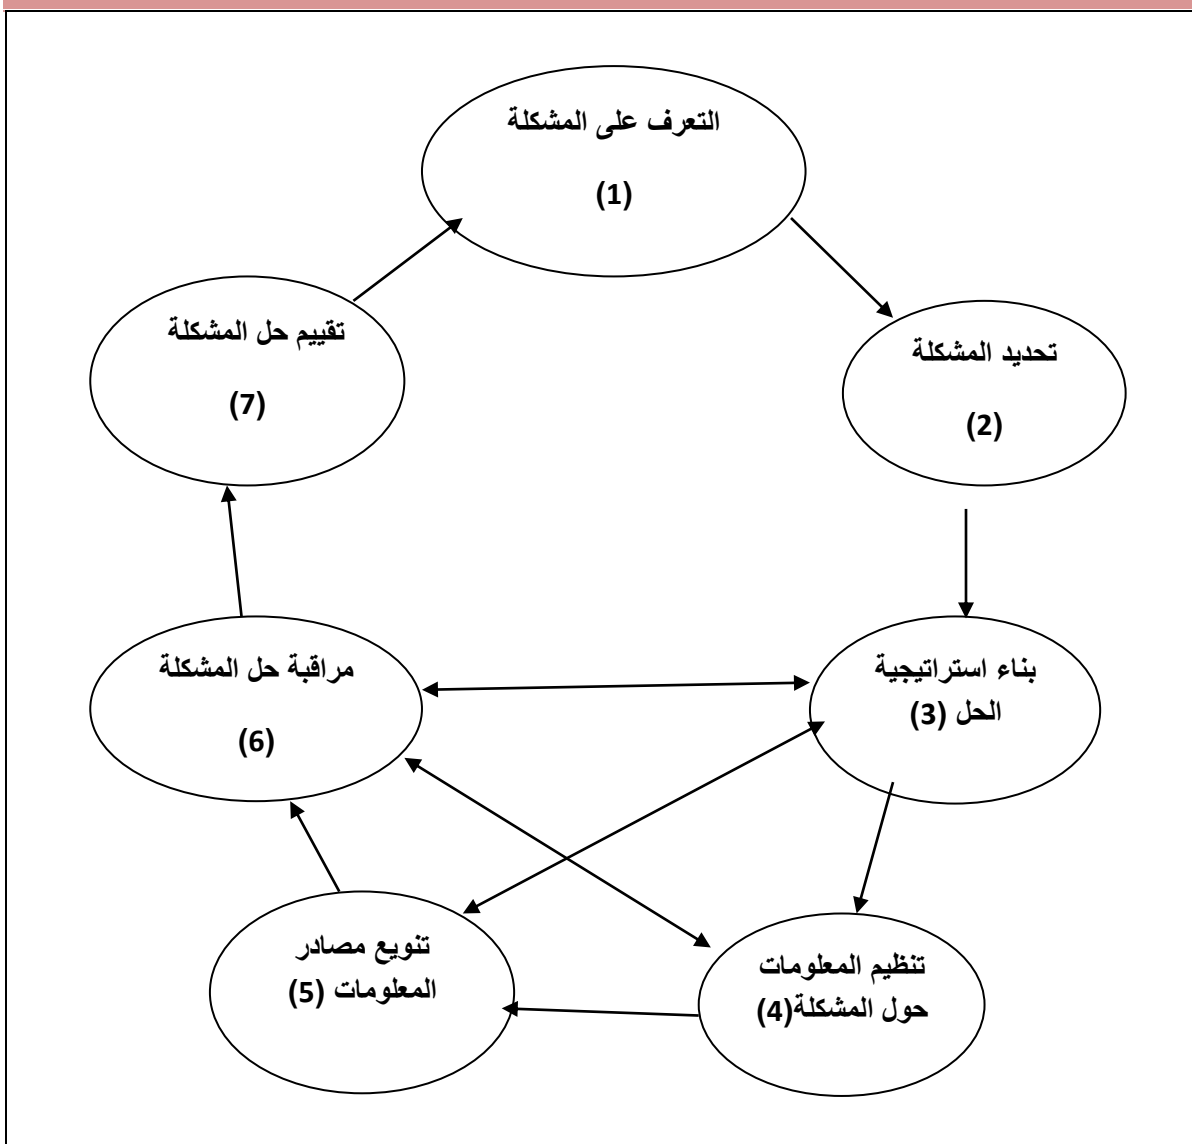 التعرف على المشكلة
(1)
تحديد المشكلة
(2)
بناء استراتيجية
الحل (3)
تنظيم المعلومات
حول المشكلة(4)
تنويع مصادر
المعلومات (5)
مراقبة حل المشكلة
(6)
تقييم حل المشكلة
(7)